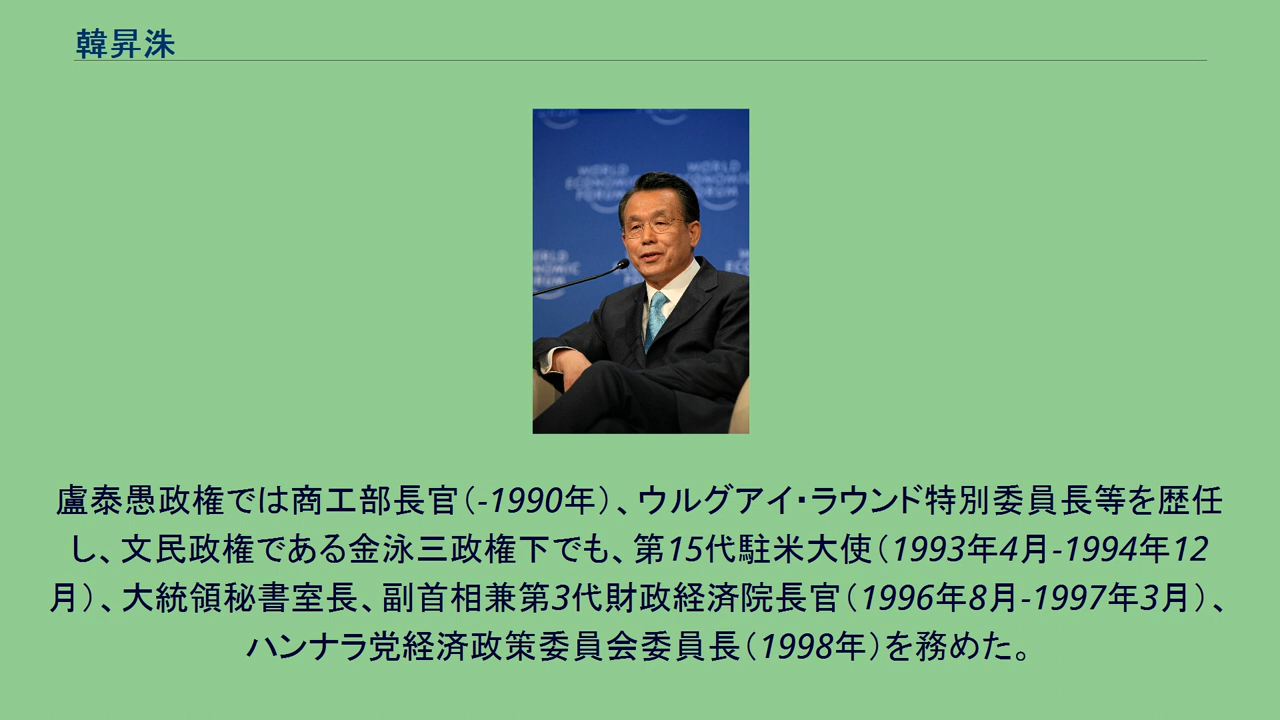 韓昇洙
WORLD ECONOMIC FORUM
WORLD ECONOMIC FORUM
盧泰愚政権では商工部長官（-1990年）、ウルグアイ・ラウンド特別委員長等を歴任
し、文民政権である金泳三政権下でも、第15代駐米大使（1993年4月-1994年12
月）、大統領秘書室長、副首相兼第3代財政経済院長官（1996年8月-1997年3月）、
ハンナラ党経済政策委員会委員長（1998年）を務めた。